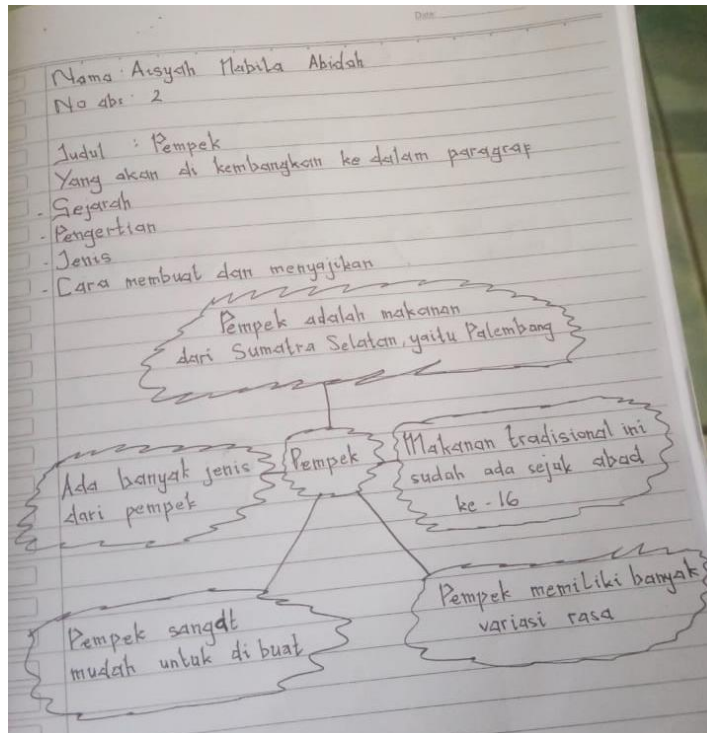 Date
Nama : Aisyah Nabila Abidah
No abs : 2
Judul : Pempek
Yang akan di kembangkan ke dalam paragraf
- Sejarah
- Pengertian
- Jenis
- Cara membuat dan menyajikan
Pempek adalah makanan
dari Sumatra Selatan, yaitu Palembang
Ada banyak jenis
dari pempek
Pempek
Makanan tradisional ini
sudah ada sejak abad
ke - 16
Pempek sangat
mudah untuk di buat
Pempek memiliki banyak
variasi rasa